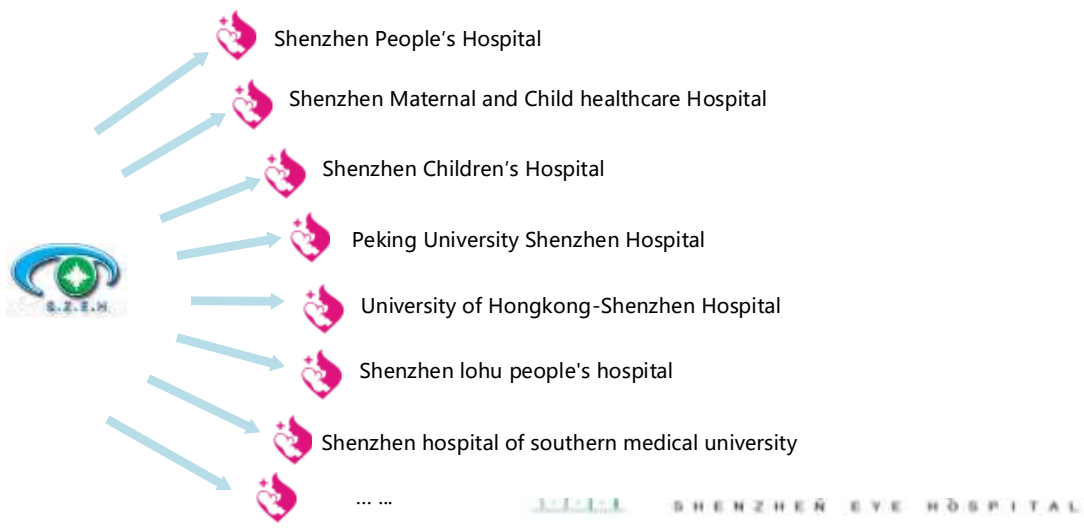 Shenzhen People's Hospital
Shenzhen Maternal and Child healthcare Hospital
Shenzhen Children's Hospital
Peking University Shenzhen Hospital
S.Z.E.H
University of Hongkong-Shenzhen Hospital
Shenzhen lohu people's hospital
Shenzhen hospital of southern medical university
... ...
SHENZHEN EYE HOSPITAL